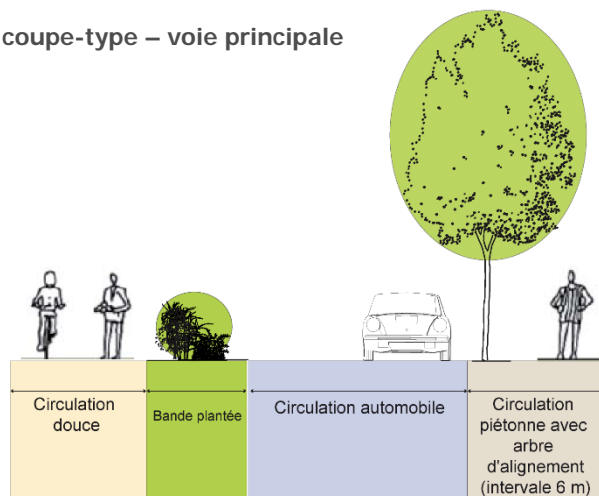 coupe-type – voie principale
Circulation
douce
Bande plantée
Circulation automobile
Circulation
piétonne avec
arbre
d'alignement
(intervale 6 m)